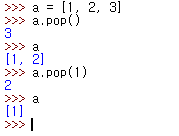 >>> a = [1, 2, 3]
>>> a.pop()
3
>>> a
[1, 2]
>>> a.pop(1)
2
>>> a
[1]
>>>